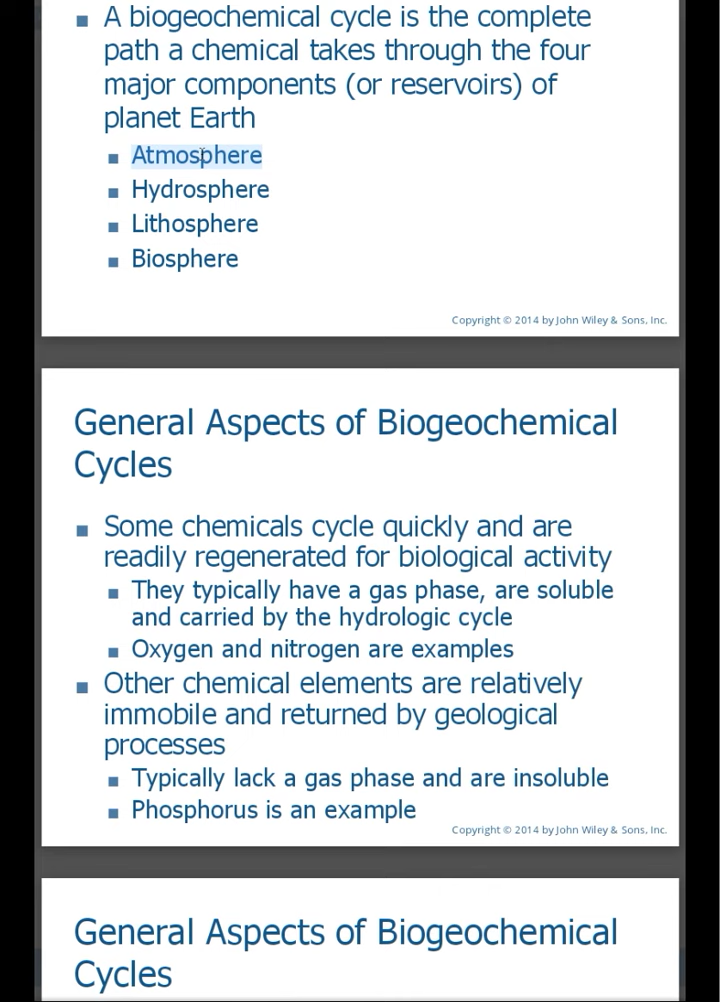 ■ A biogeochemical cycle is the complete
path a chemical takes through the four
major components (or reservoirs) of
planet Earth
■ Atmosphere
■ Hydrosphere
■ Lithosphere
■ Biosphere
Copyright © 2014 by John Wiley & Sons, Inc.
General Aspects of Biogeochemical
Cycles
■ Some chemicals cycle quickly and are
readily regenerated for biological activity
■ They typically have a gas phase, are soluble
and carried by the hydrologic cycle
■ Oxygen and nitrogen are examples
■ Other chemical elements are relatively
immobile and returned by geological
processes
■ Typically lack a gas phase and are insoluble
■ Phosphorus is an example
Copyright © 2014 by John Wiley & Sons, Inc.
General Aspects of Biogeochemical
Cycles